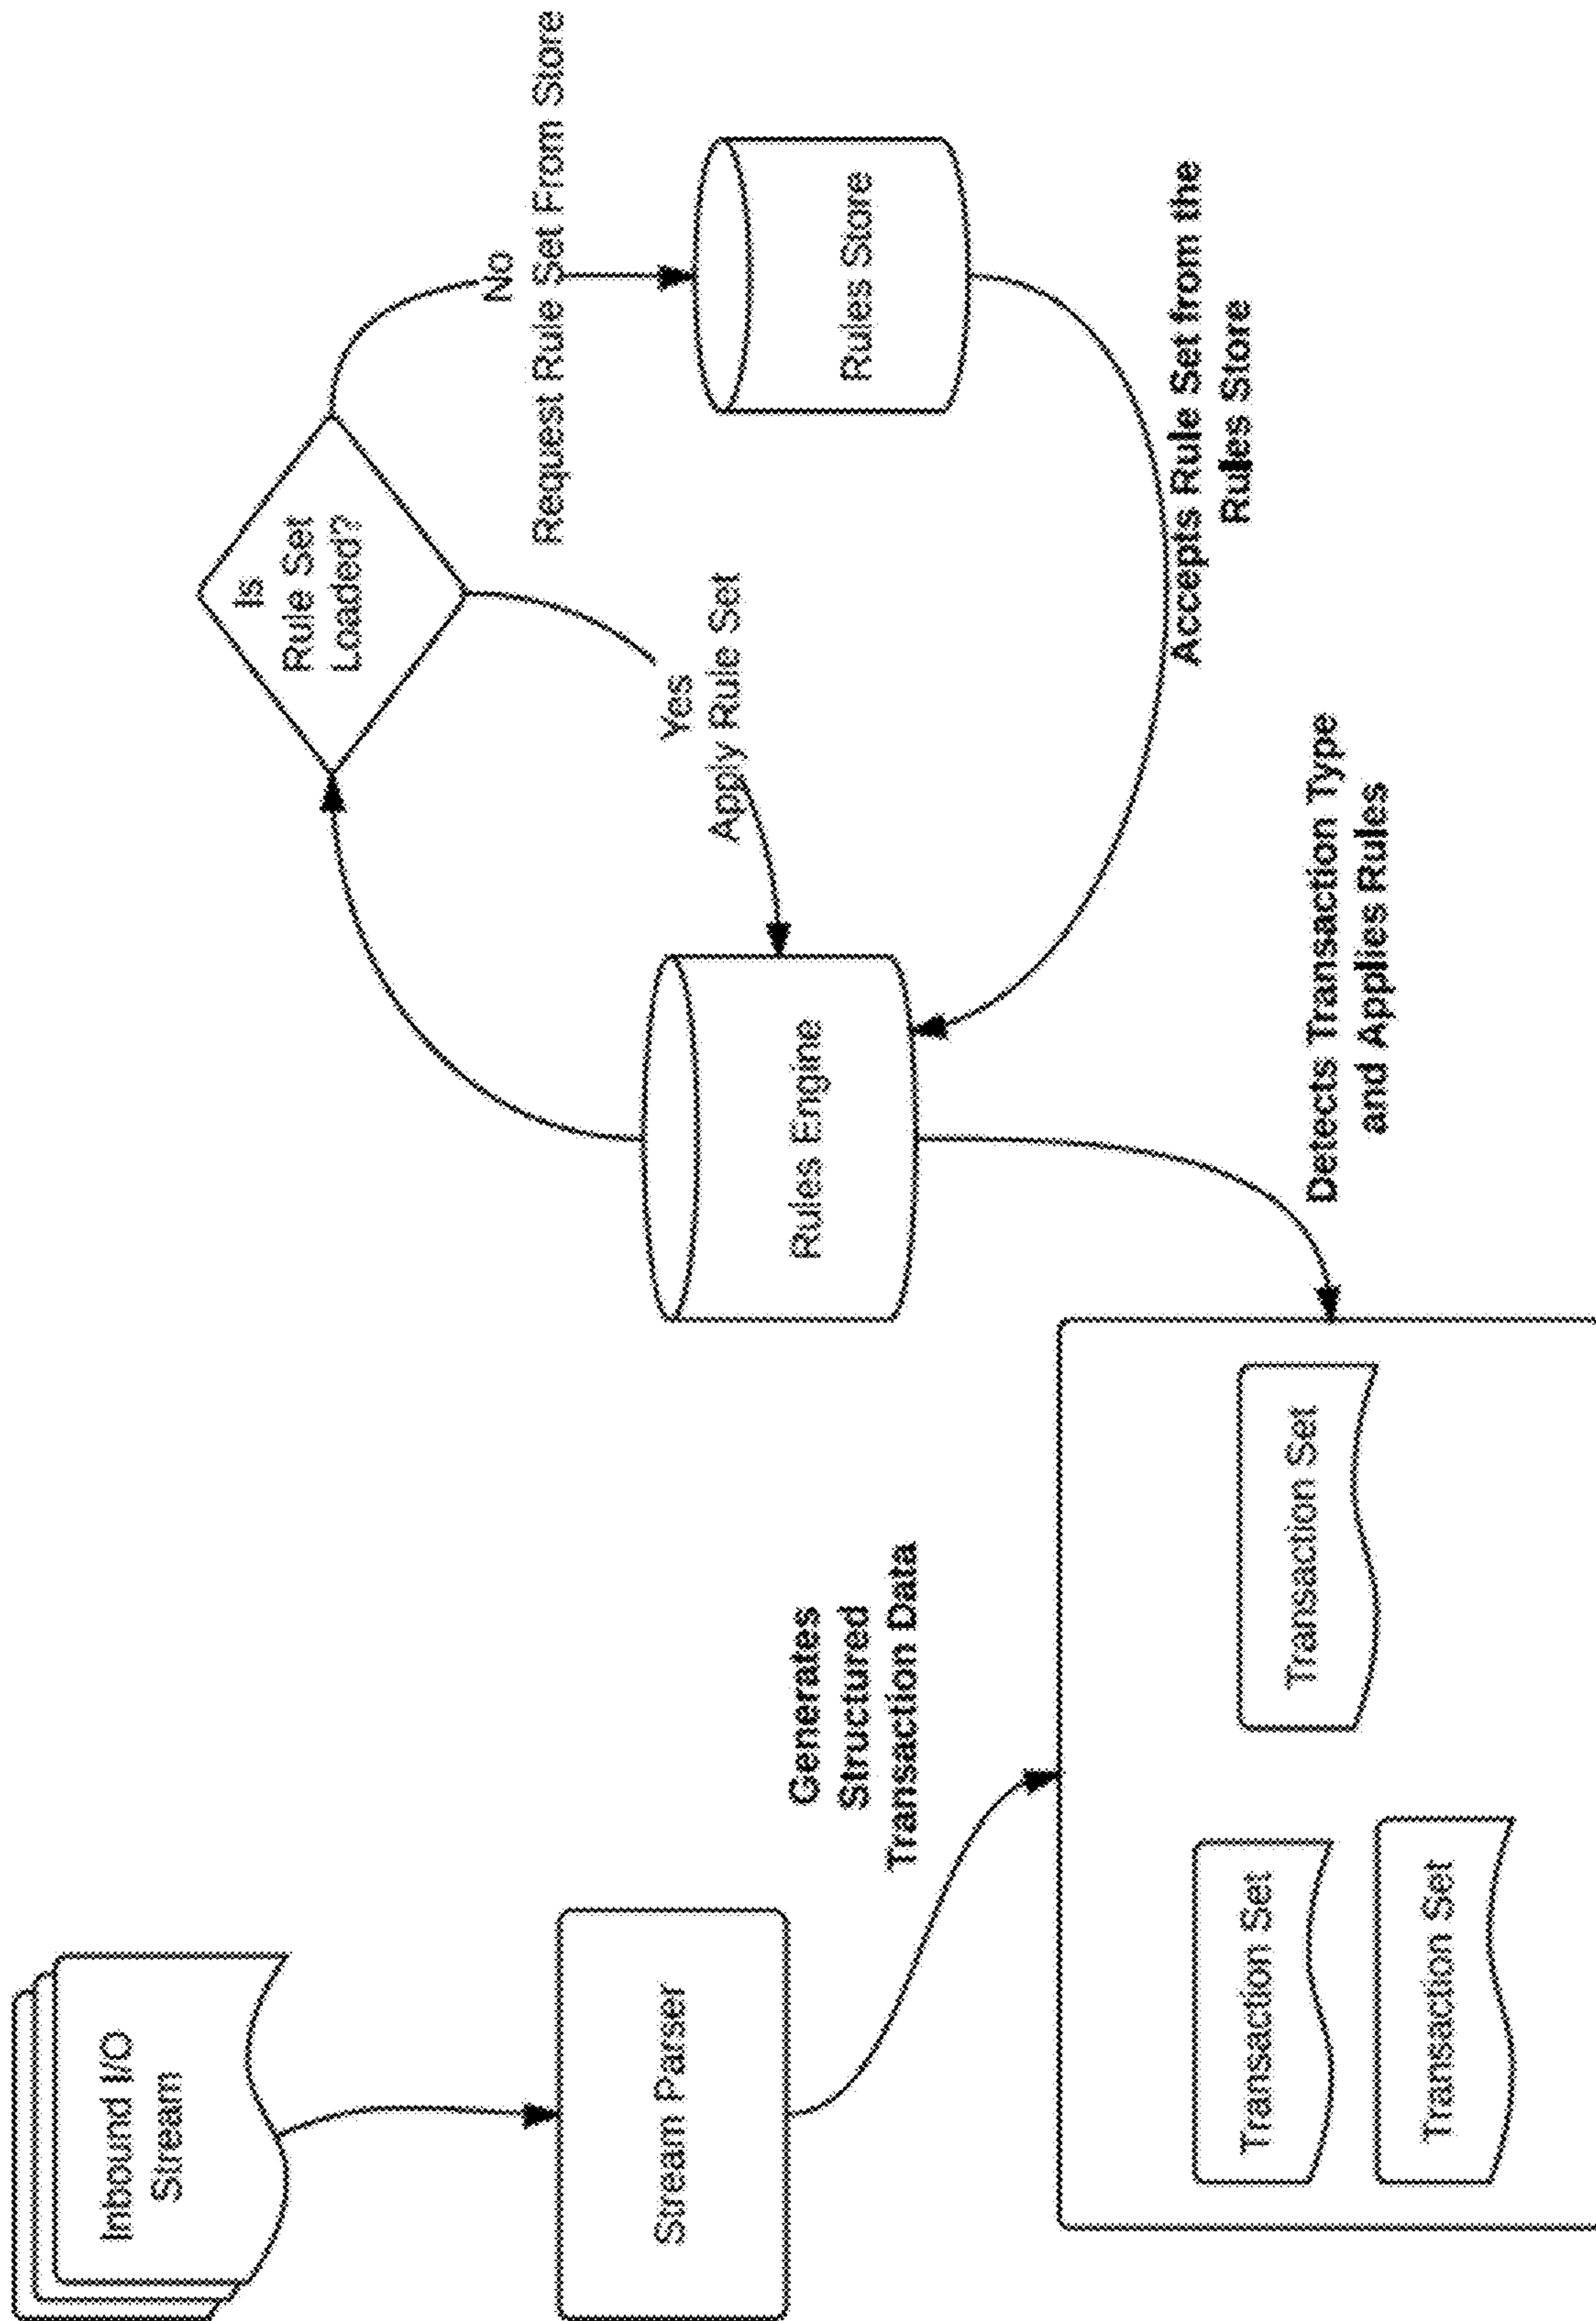 Inbound I/O
Stream
Stream Parser
Generates
Structured
Transaction Data
Transaction Set
Transaction Set
Transaction Set
Is
Rule Set
Loaded?
No
Request Rule Set From Store
Yes
Apply Rule Set
Rules Engine
Rules Store
Accepts Rule Set from the
Rules Store
Detects Transaction Type
and Applies Rules